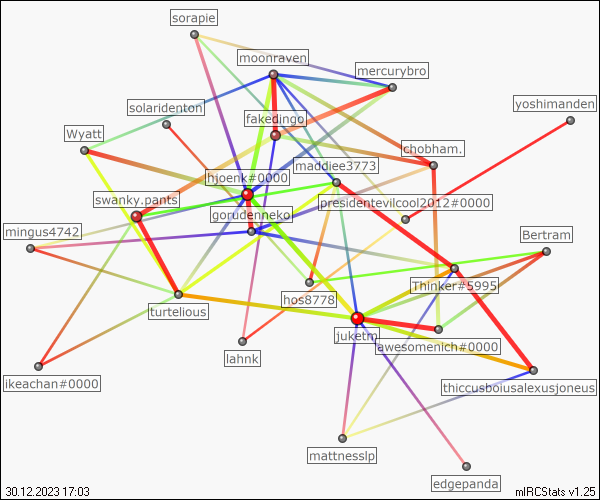 sorapie
moonraven
mercurybro
solaridenton
yoshimanden
fakedingo
Wyatt
chobham.
maddiee3773
hjoenk#0000
swanky.pants
presidentevilcool2012#0000
gorudenneko
mingus4742
Bertram
Thinker#5995
hos8778
turtelious
juketm
awesomenich#0000
lahnk
ikeachan#0000
thiccusboiusalexusjoneus
mattnesslp
edgepanda
30.12.2023 17:03
mIRCStats v1.25